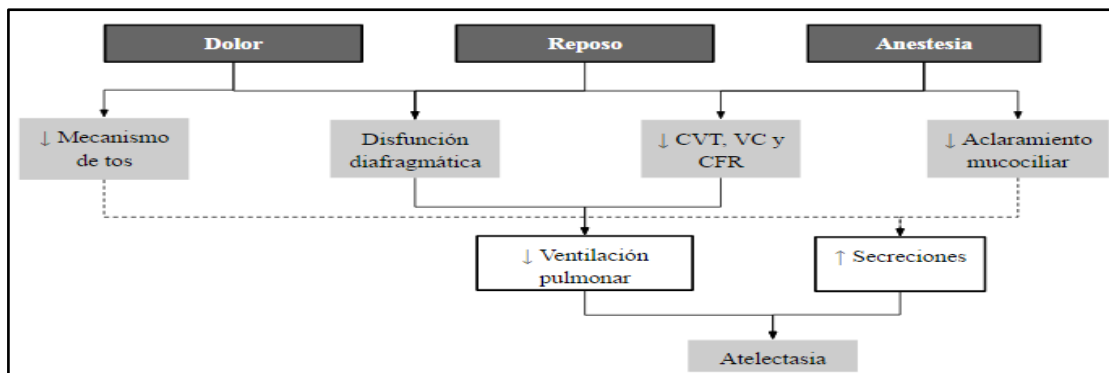 Dolor
Reposo
Anestesia
↓ Mecanismo
de tos
Disfunción
diafragmática
↓ CVT, VC y
CFR
↓ Aclaramiento
mucociliar
↓ Ventilación
pulmonar
↑ Secreciones
Atelectasia